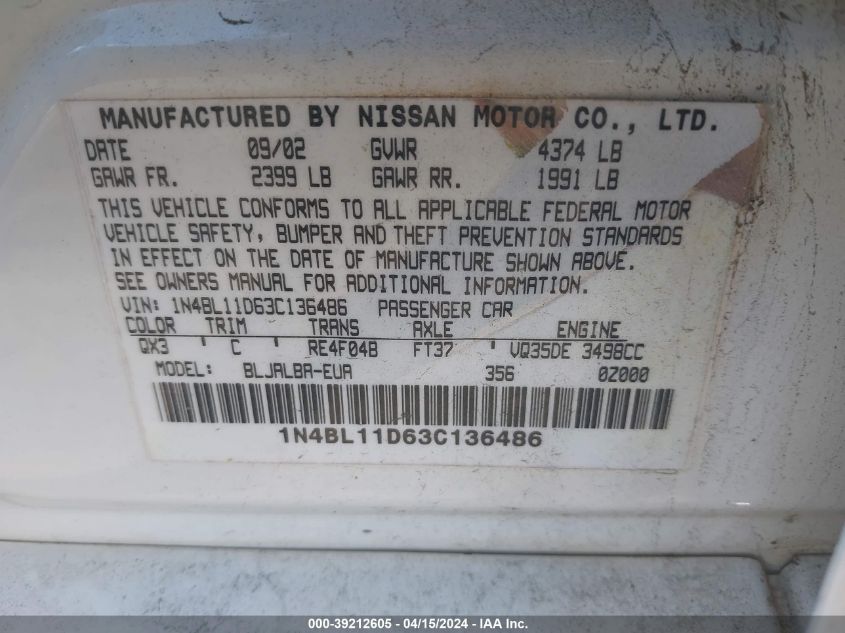 MANUFACTURED BY NISSAN MOTOR CO., LTD.
DATE 09/02 GVWR 4374 LB
GAWR FR. 2399 LB GAWR RR. 1991 LB
THIS VEHICLE CONFORMS TO ALL APPLICABLE FEDERAL MOTOR
VEHICLE SAFETY, BUMPER AND THEFT PREVENTION STANDARDS
IN EFFECT ON THE DATE OF MANUFACTURE SHOWN ABOVE.
SEE OWNERS MANUAL FOR ADDITIONAL INFORMATION.
VIN: 1N4BL11D63C136486 PASSENGER CAR
COLOR TRIM TRANS AXLE ENGINE
QX3 ' C ' RE4F04B FT37 ' VQ35DE 3498CC
MODEL: BLJALBA-EUA 356 0Z000
1N4BL11D63C136486
000-39212605 - 04/15/2024 - IAAI.com.